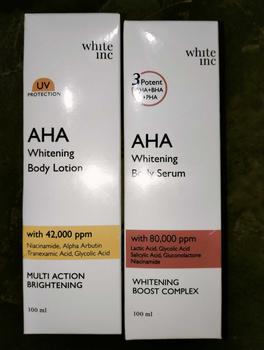 white
inc
UV
PROTECTION
AHA
Whitening
Body Lotion
with 42,000 ppm
Niacinamide, Alpha Arbutin
Tranexamic Acid, Glycolic Acid
MULTI ACTION
BRIGHTENING
100 ml
white
inc
3 Potent
AHA+BHA
+PHA
AHA
Whitening
Body Serum
with 80,000 ppm
Lactic Acid, Glycolic Acid
Salicylic Acid, Gluconolactone
Niacinamide
WHITENING
BOOST COMPLEX
100 ml